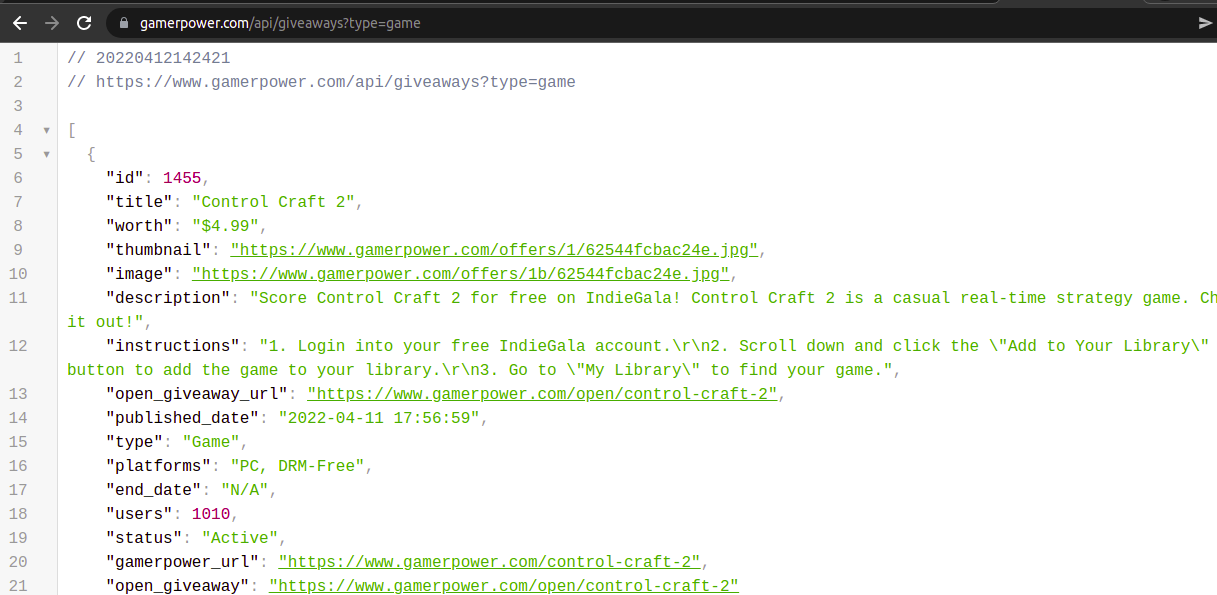 gamerpower.com/api/giveaways?type=game
1 // 20220412142421
2 // https://www.gamerpower.com/api/giveaways?type=game
3
4 [
5 {
6 "id": 1455,
7 "title": "Control Craft 2",
8 "worth": "$4.99",
9 "thumbnail": "https://www.gamerpower.com/offers/1/62544fcbac24e.jpg",
10 "image": "https://www.gamerpower.com/offers/1b/62544fcbac24e.jpg",
11 "description": "Score Control Craft 2 for free on IndieGala! Control Craft 2 is a casual real-time strategy game. Ch
it out!",
12 "instructions": "1. Login into your free IndieGala account.\r\n2. Scroll down and click the \"Add to Your Library\"
button to add the game to your library.\r\n3. Go to \"My Library\" to find your game.",
13 "open_giveaway_url": "https://www.gamerpower.com/open/control-craft-2",
14 "published_date": "2022-04-11 17:56:59",
15 "type": "Game",
16 "platforms": "PC, DRM-Free",
17 "end_date": "N/A",
18 "users": 1010,
19 "status": "Active",
20 "gamerpower_url": "https://www.gamerpower.com/control-craft-2",
21 "open_giveaway": "https://www.gamerpower.com/open/control-craft-2"